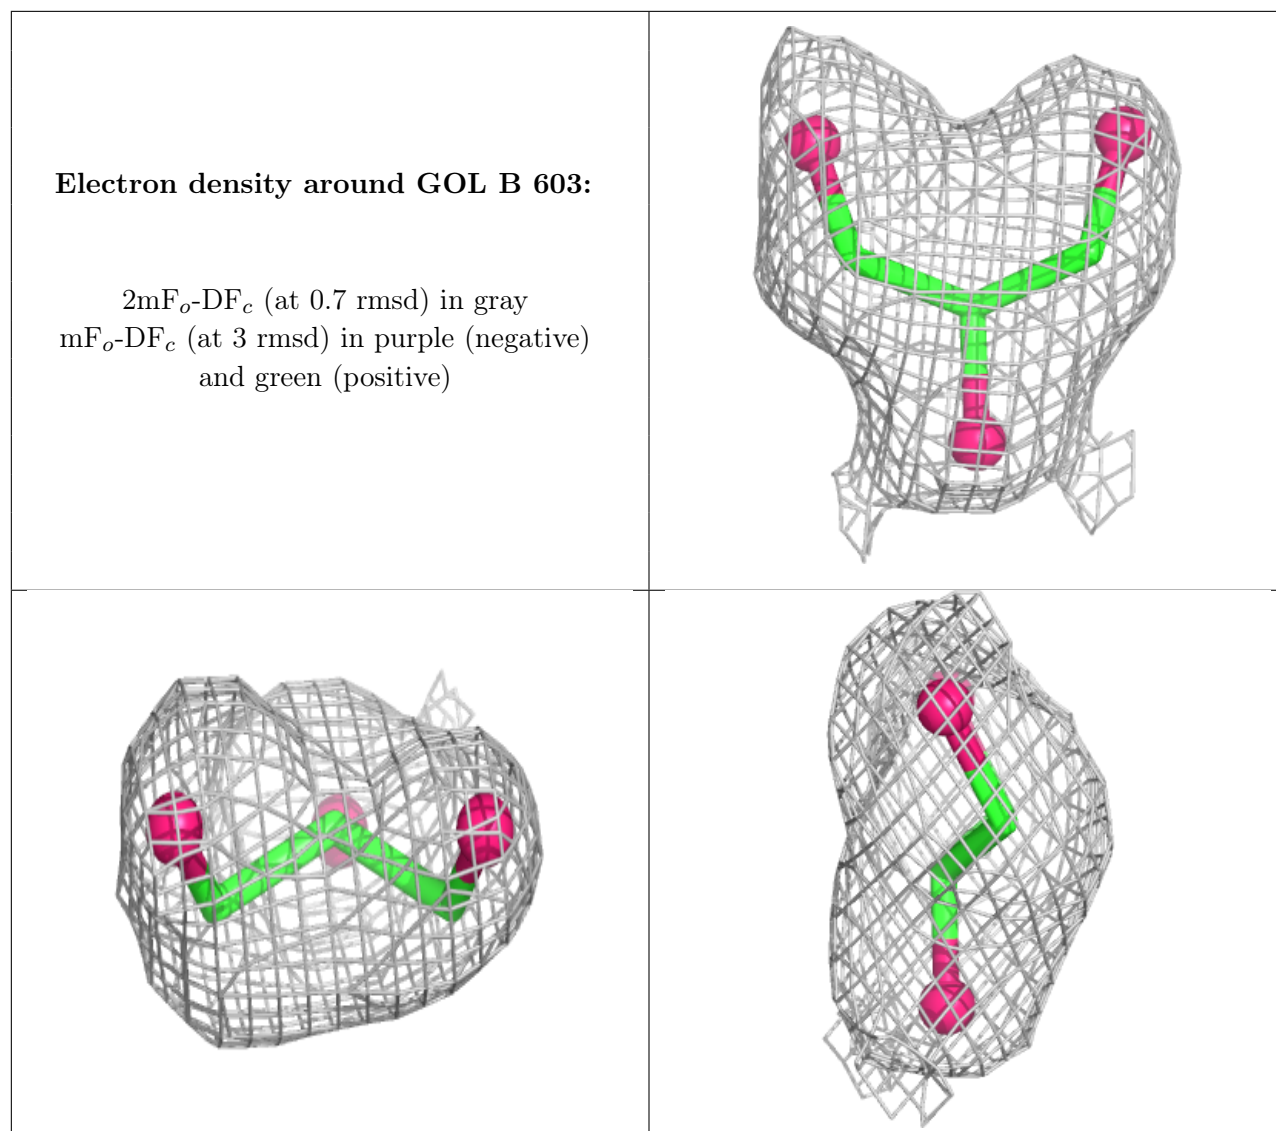 Electron density around GOL B 603:
2mFo-DFc (at 0.7 rmsd) in gray
mFo-DFc (at 3 rmsd) in purple (negative)
and green (positive)